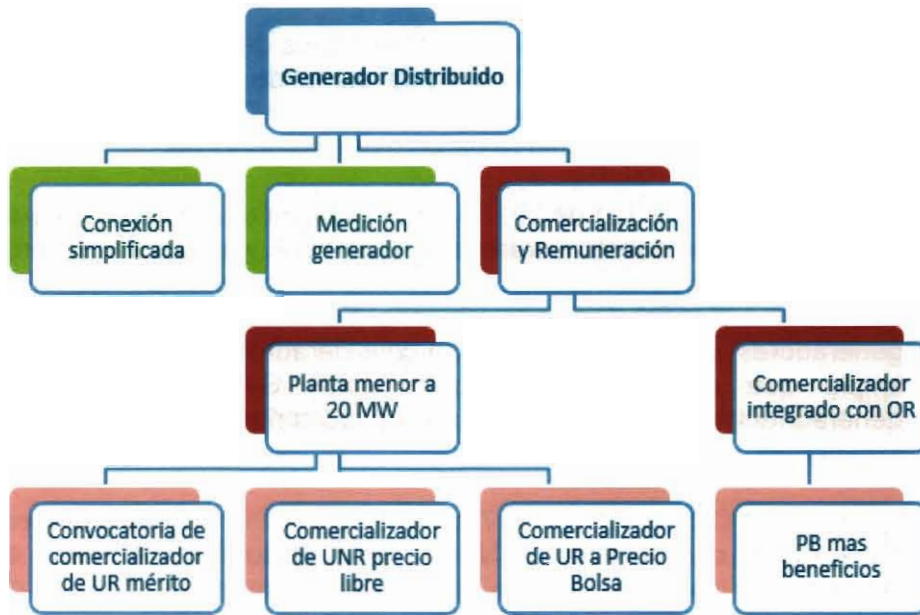 Generador Distribuido
Conexión
simplificada
Medición
generador
Comercialización
y Remuneración
Planta menor a
20 MW
Comercializador
integrado con OR
Convocatoria de
comercializador
de UR mérito
Comercializador
de UNR precio
libre
Comercializador
de UR a Precio
Bolsa
PB mas
beneficios